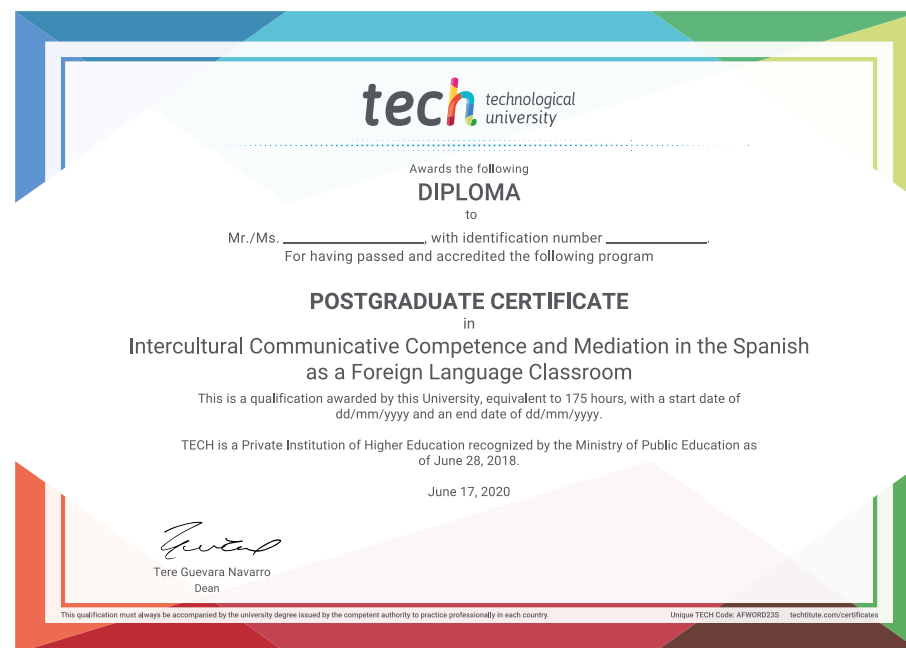 tech technological
university
Awards the following
DIPLOMA
to
Mr./Ms. ____________, with identification number ____________.
For having passed and accredited the following program
POSTGRADUATE CERTIFICATE
in
Intercultural Communicative Competence and Mediation in the Spanish
as a Foreign Language Classroom
This is a qualification awarded by this University, equivalent to 175 hours, with a start date of
dd/mm/yyyy and an end date of dd/mm/yyyy.
TECH is a Private Institution of Higher Education recognized by the Ministry of Public Education as
of June 28, 2018.
June 17, 2020
Tere Guevara Navarro
Dean
This qualification must always be accompanied by the university degree issued by the competent authority to practice professionally in each country. Unique TECH Code: AFWORD23S techtitute.com/certificates